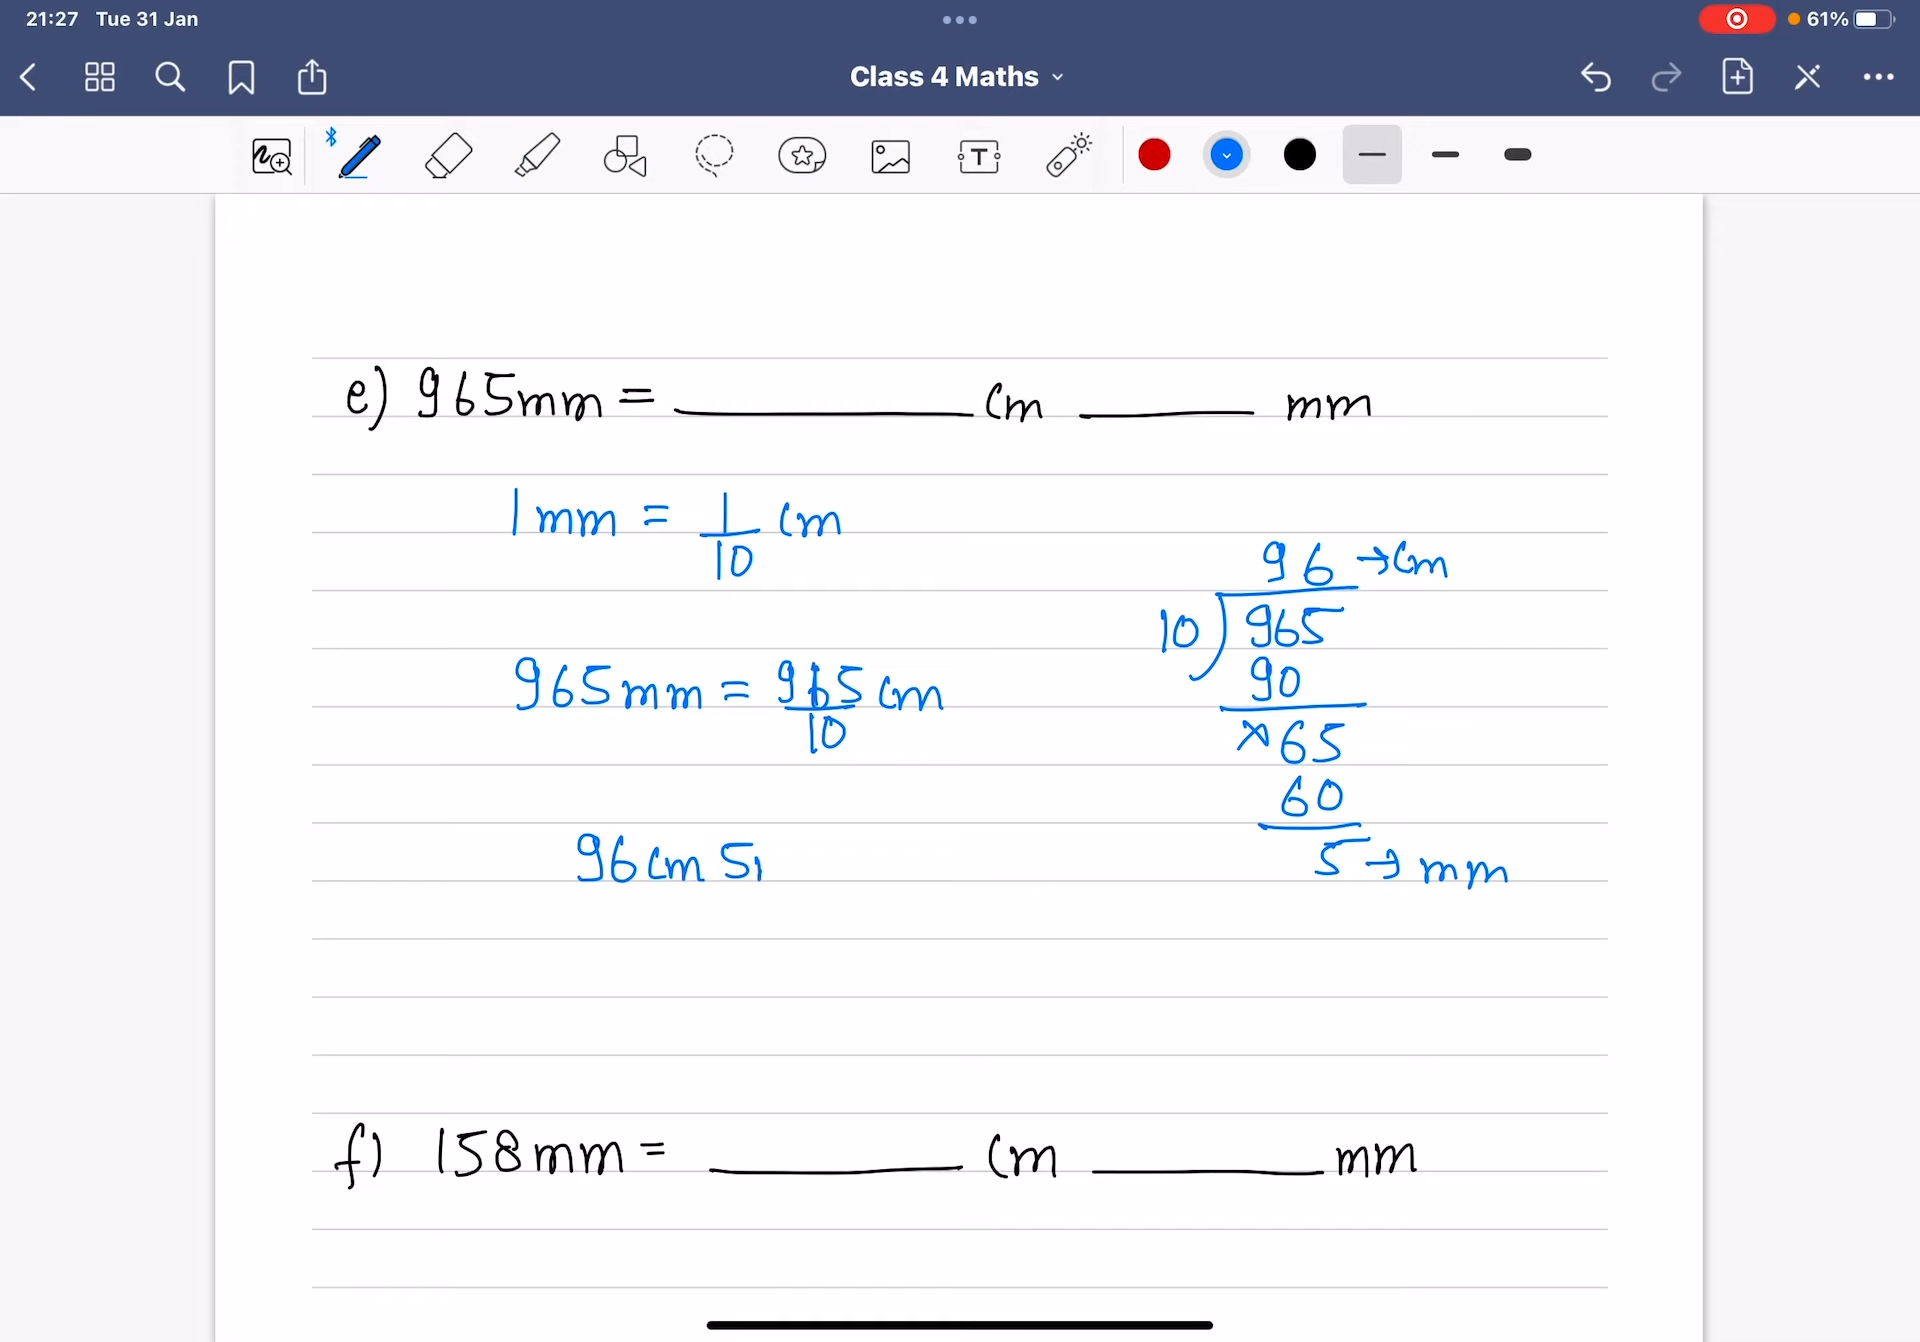 21:27 Tue 31 Jan
61%
Class 4 Maths
T
e) 965mm = ________ cm ________ mm
1mm = 1/10 cm
965mm = 965/10 cm
96 → cm
10 ) 965
90
×65
60
5 → mm
96cm 5
f) 158mm = ________ cm ________ mm